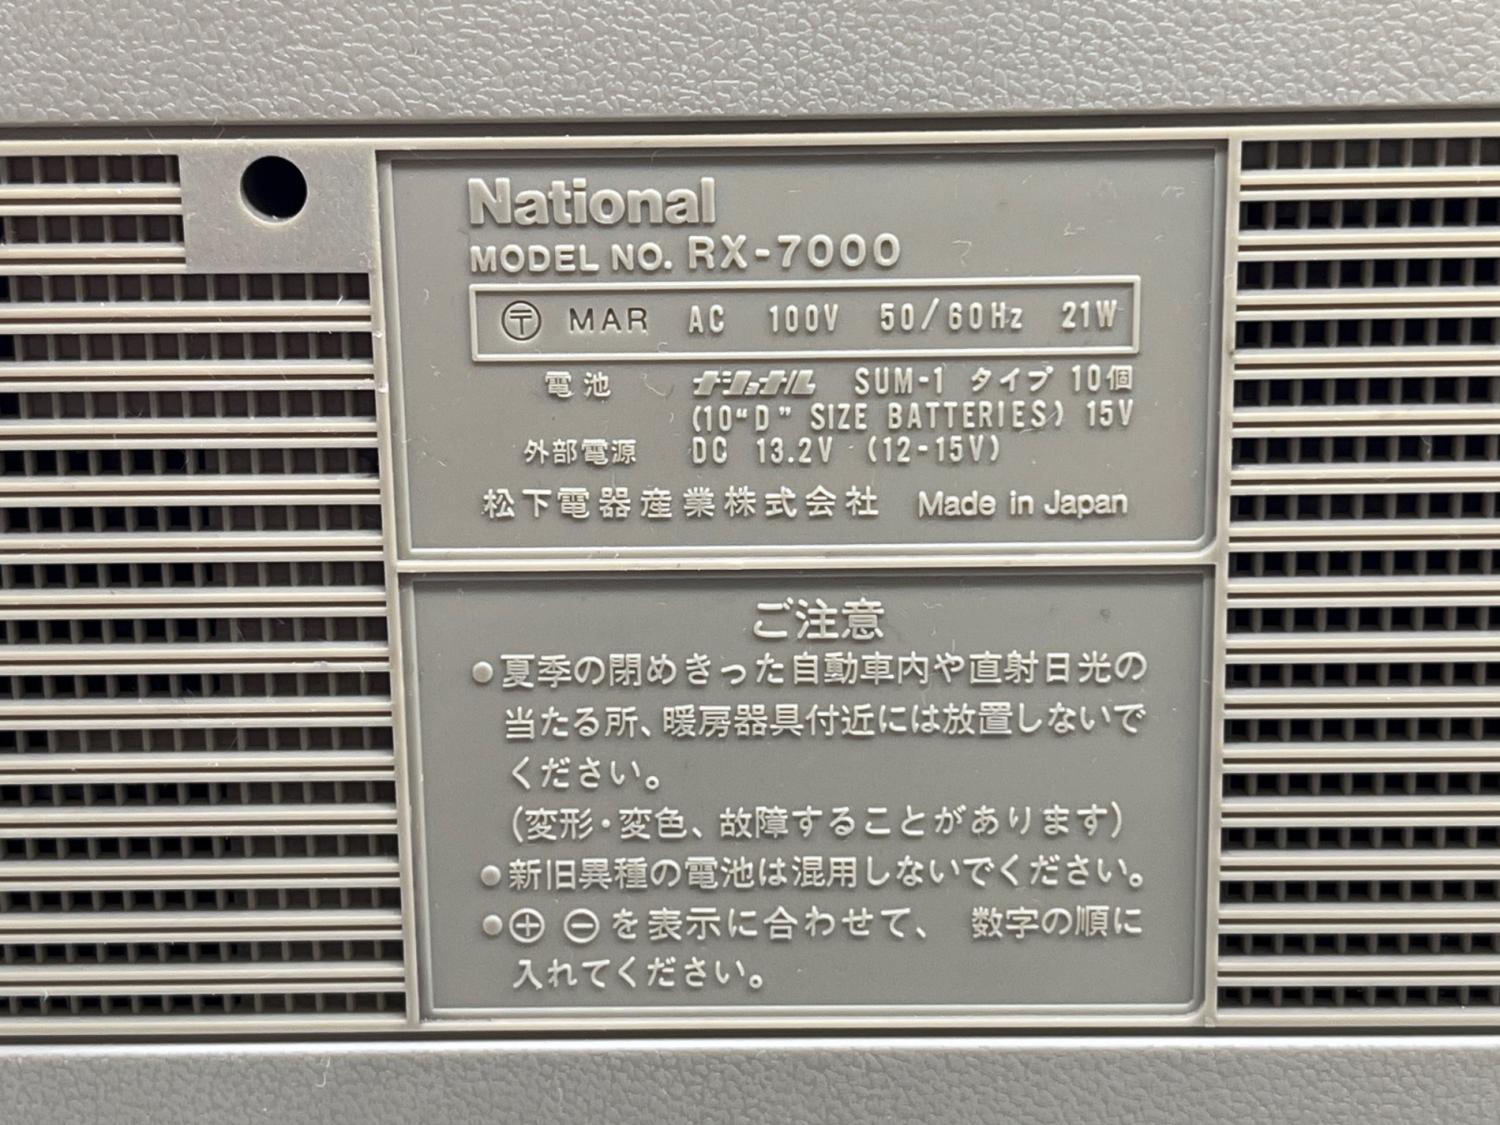 National
MODEL NO. RX-7000
〒 MAR AC 100V 50/60Hz 21W
電池 ナショナル SUM-1 タイプ 10個
(10“D” SIZE BATTERIES) 15V
外部電源 DC 13.2V (12-15V)
松下電器産業株式会社 Made in Japan
ご注意
●夏季の閉めきった自動車内や直射日光の
当たる所、暖房器具付近には放置しないで
ください。
(変形・変色、故障することがあります)
●新旧異種の電池は混用しないでください。
●⊕ ⊖を表示に合わせて、 数字の順に
入れてください。